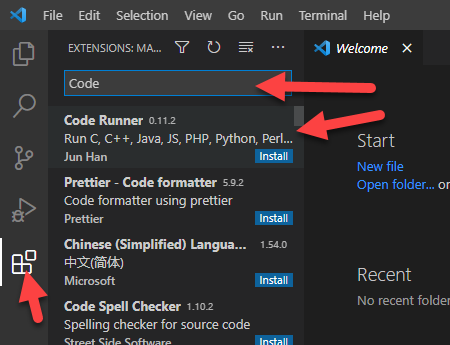 File Edit Selection View Go Run Terminal Help
EXTENSIONS: MA...
Welcome
Code
Code Runner 0.11.2
Run C, C++, Java, JS, PHP, Python, Perl...
Jun Han Install
Prettier - Code formatter 5.9.2
Code formatter using prettier
Prettier Install
Chinese (Simplified) Langua... 1.54.0
中文(简体)
Microsoft Install
Code Spell Checker 1.10.2
Spelling checker for source code
Street Side Software Install
Start
New file
Open folder... or
Recent
No recent folder